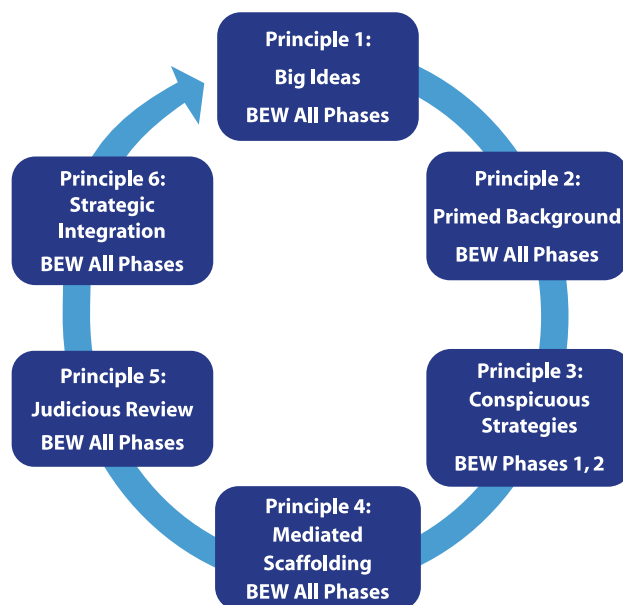 Principle 1:
Big Ideas
BEW All Phases
Principle 2:
Primed Background
BEW All Phases
Principle 3:
Conspicuous
Strategies
BEW Phases 1, 2
Principle 4:
Mediated
Scaffolding
BEW All Phases
Principle 5:
Judicious Review
BEW All Phases
Principle 6:
Strategic
Integration
BEW All Phases